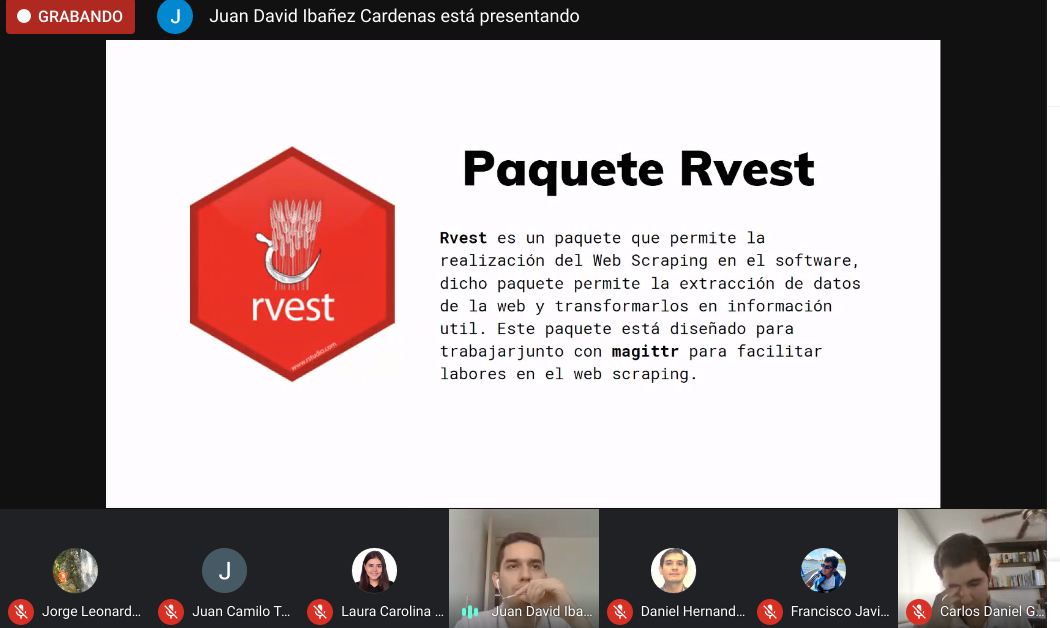 GRABANDO
J
Juan David Ibañez Cardenas está presentando
Paquete Rvest
rvest
www.rstudio.com
Rvest es un paquete que permite la
realización del Web Scraping en el software,
dicho paquete permite la extracción de datos
de la web y transformarlos en información
util. Este paquete está diseñado para
trabajarjunto con magittr para facilitar
labores en el web scraping.
J
Jorge Leonard...
Juan Camilo T...
Laura Carolina ...
Juan David Iba...
Daniel Hernand...
Francisco Javi...
Carlos Daniel G...